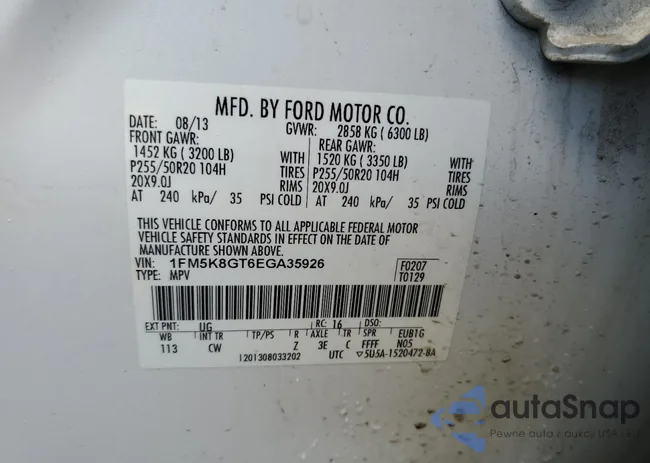 MFD. BY FORD MOTOR CO.
DATE: 08/13 GVWR: 2858 KG ( 6300 LB)
FRONT GAWR: REAR GAWR:
1452 KG ( 3200 LB) WITH 1520 KG ( 3350 LB) WITH
P255/50R20 104H TIRES P255/50R20 104H TIRES
20X9.0J RIMS 20X9.0J RIMS
AT 240 kPa/ 35 PSI COLD AT 240 kPa/ 35 PSI COLD
THIS VEHICLE CONFORMS TO ALL APPLICABLE FEDERAL MOTOR
VEHICLE SAFETY STANDARDS IN EFFECT ON THE DATE OF
MANUFACTURE SHOWN ABOVE.
VIN: 1FM5K8GT6EGA35926 F0207
TYPE: MPV T0129
EXT PNT: UG RC: 16 DSO:
WB INT TR TP/PS R AXLE TR SPR EUB1G
113 CW Z 3E C FFFF N05
1201308033202 UTC ▽5U5A-1520472-BA
autaSnap
Pewne auta z aukcji USA i